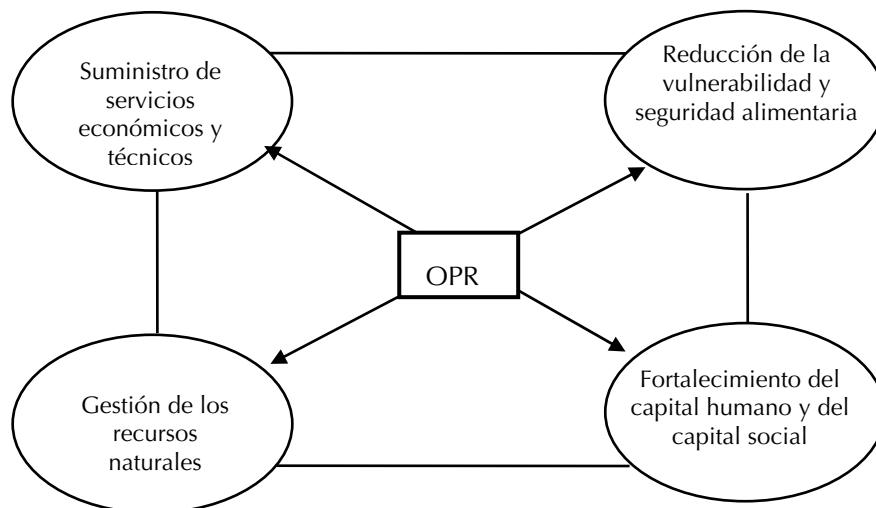 Suministro de
servicios
económicos y
técnicos
Reducción de la
vulnerabilidad y
seguridad alimentaria
OPR
Gestión de los
recursos
naturales
Fortalecimiento del
capital humano y del
capital social